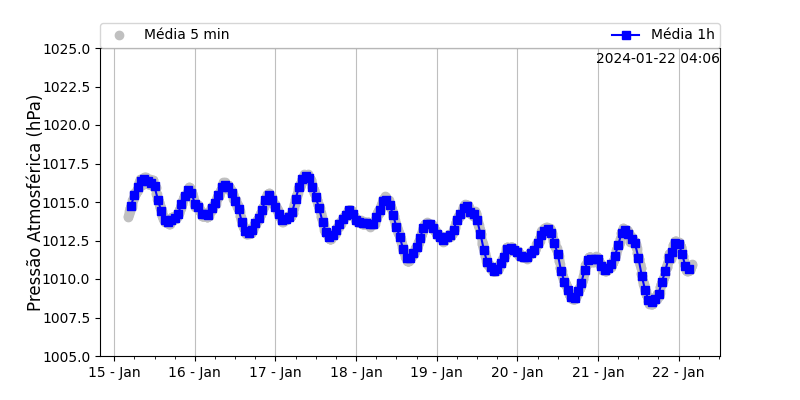 Média 5 min
Média 1h
2024-01-22 04:06
Pressão Atmosférica (hPa)
1025.0
1022.5
1020.0
1017.5
1015.0
1012.5
1010.0
1007.5
1005.0
15 - Jan
16 - Jan
17 - Jan
18 - Jan
19 - Jan
20 - Jan
21 - Jan
22 - Jan